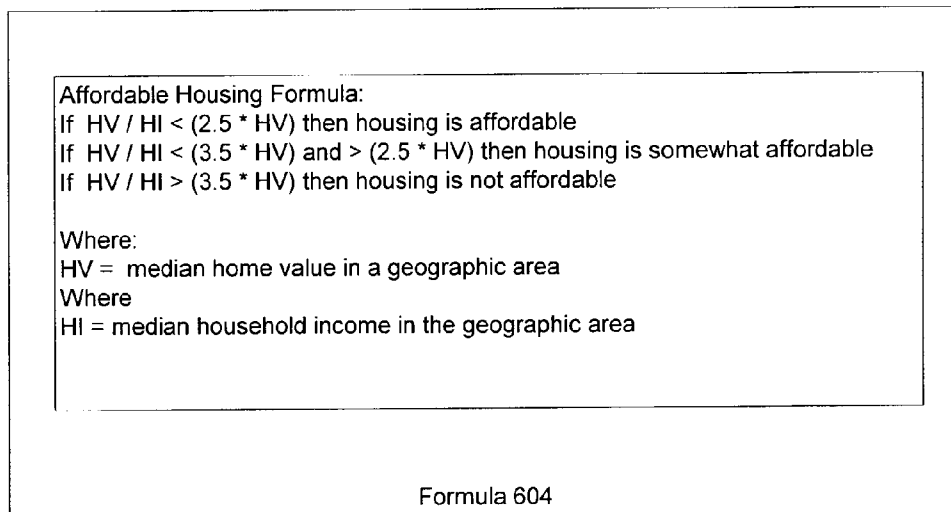 Affordable Housing Formula:
If HV / HI < (2.5 * HV) then housing is affordable
If HV / HI < (3.5 * HV) and > (2.5 * HV) then housing is somewhat affordable
If HV / HI > (3.5 * HV) then housing is not affordable
Where:
HV = median home value in a geographic area
Where
HI = median household income in the geographic area
Formula 604